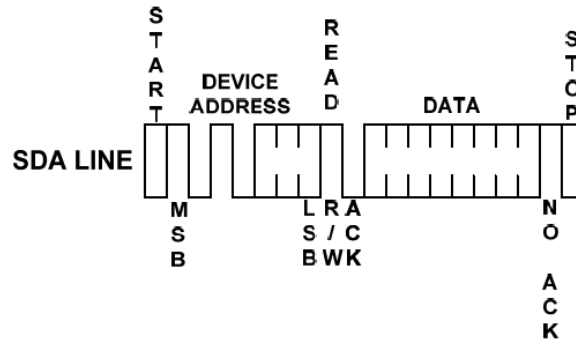 START
DEVICE
ADDRESS
READ
DATA
STOP
SDA LINE
MSB
LSB
R/W
ACK
NO ACK